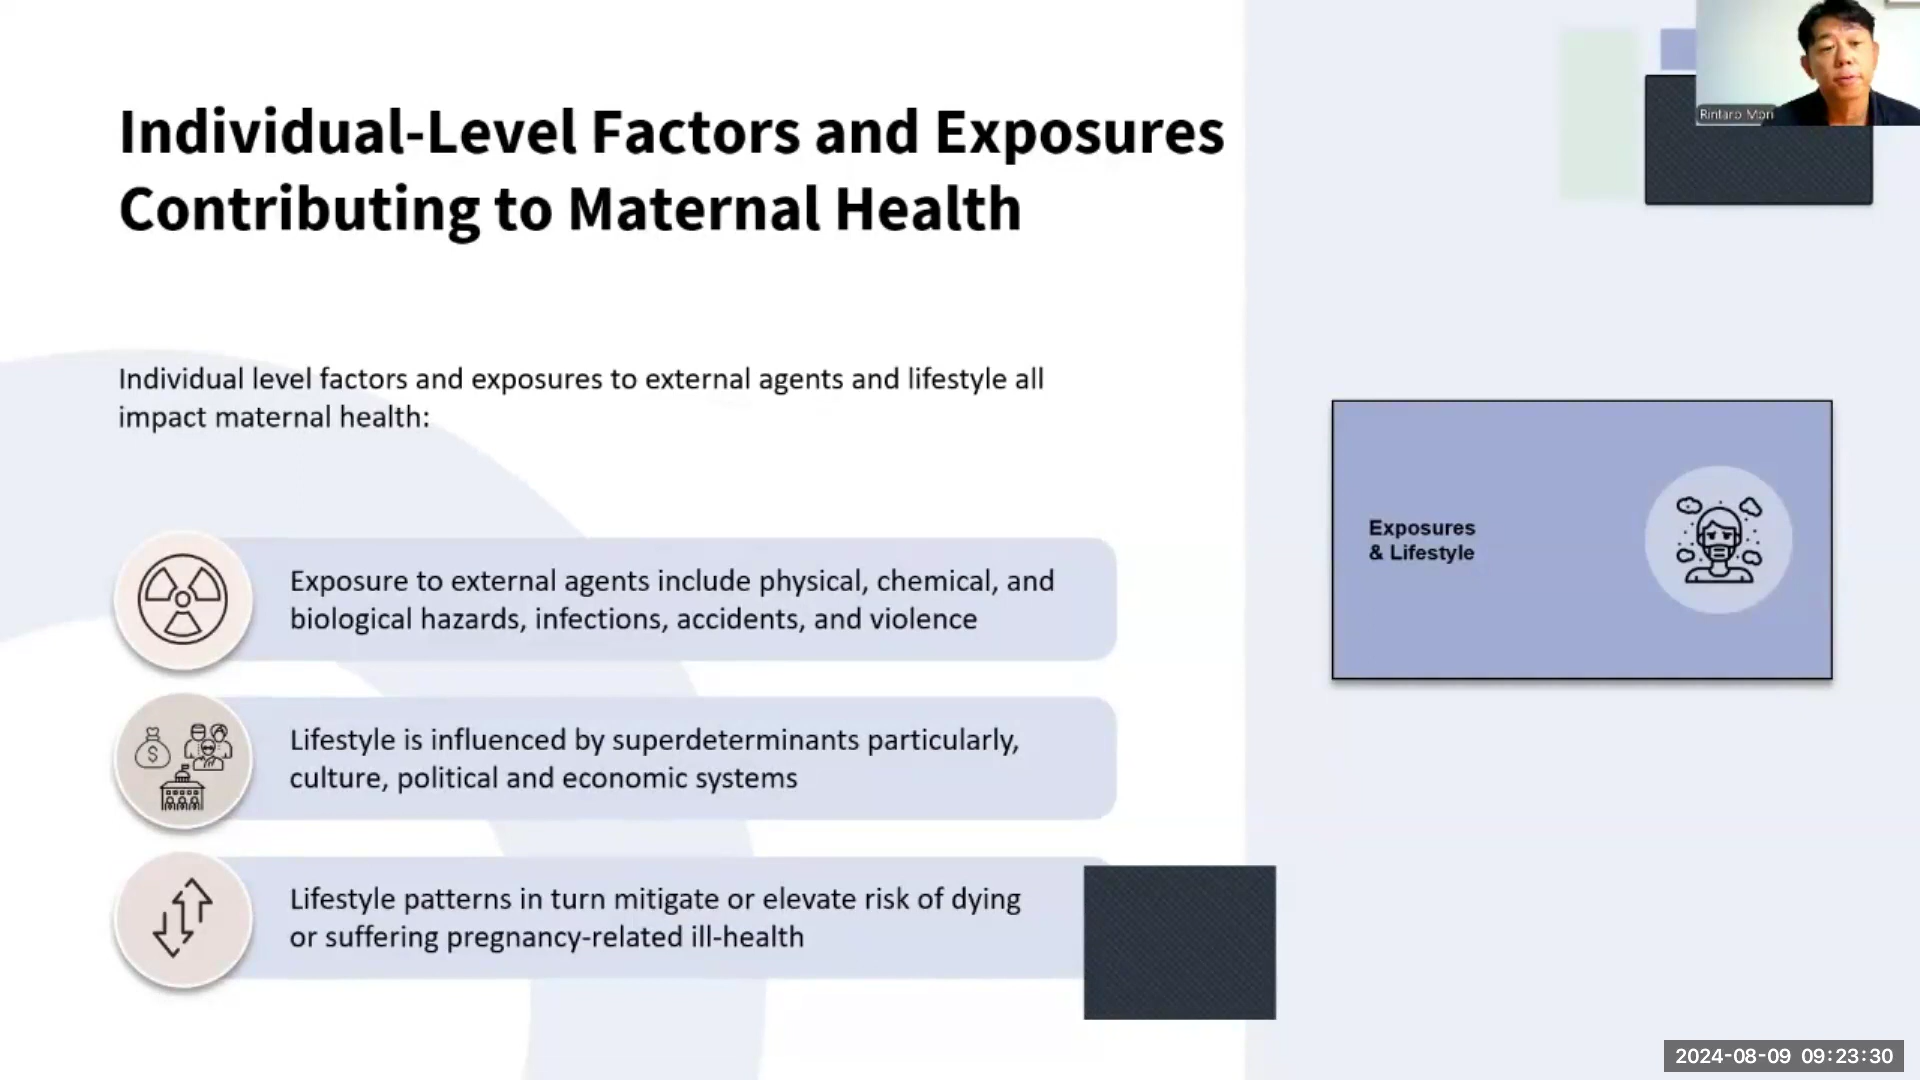 Individual-Level Factors and Exposures
Contributing to Maternal Health
Rintaro Mori
Individual level factors and exposures to external agents and lifestyle all
impact maternal health:
Exposure to external agents include physical, chemical, and
biological hazards, infections, accidents, and violence
Exposures
& Lifestyle
Lifestyle is influenced by superdeterminants particularly,
culture, political and economic systems
Lifestyle patterns in turn mitigate or elevate risk of dying
or suffering pregnancy-related ill-health
2024-08-09 09:23:30